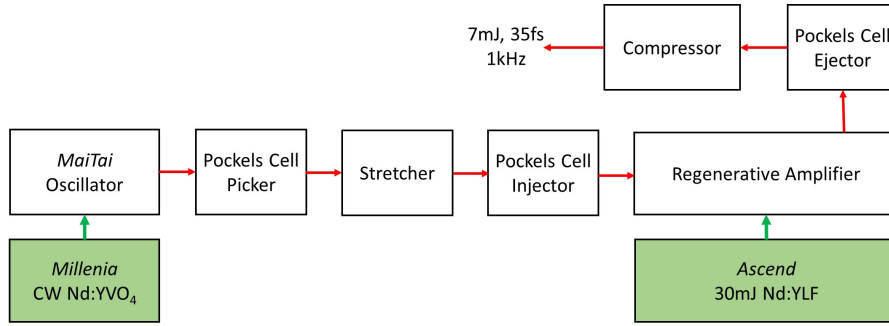 7mJ, 35fs
1kHz
Compressor
Pockels Cell
Ejector
MaiTai
Oscillator
Pockels Cell
Picker
Stretcher
Pockels Cell
Injector
Regenerative Amplifier
Millenia
CW Nd:YVO₄
Ascend
30mJ Nd:YLF